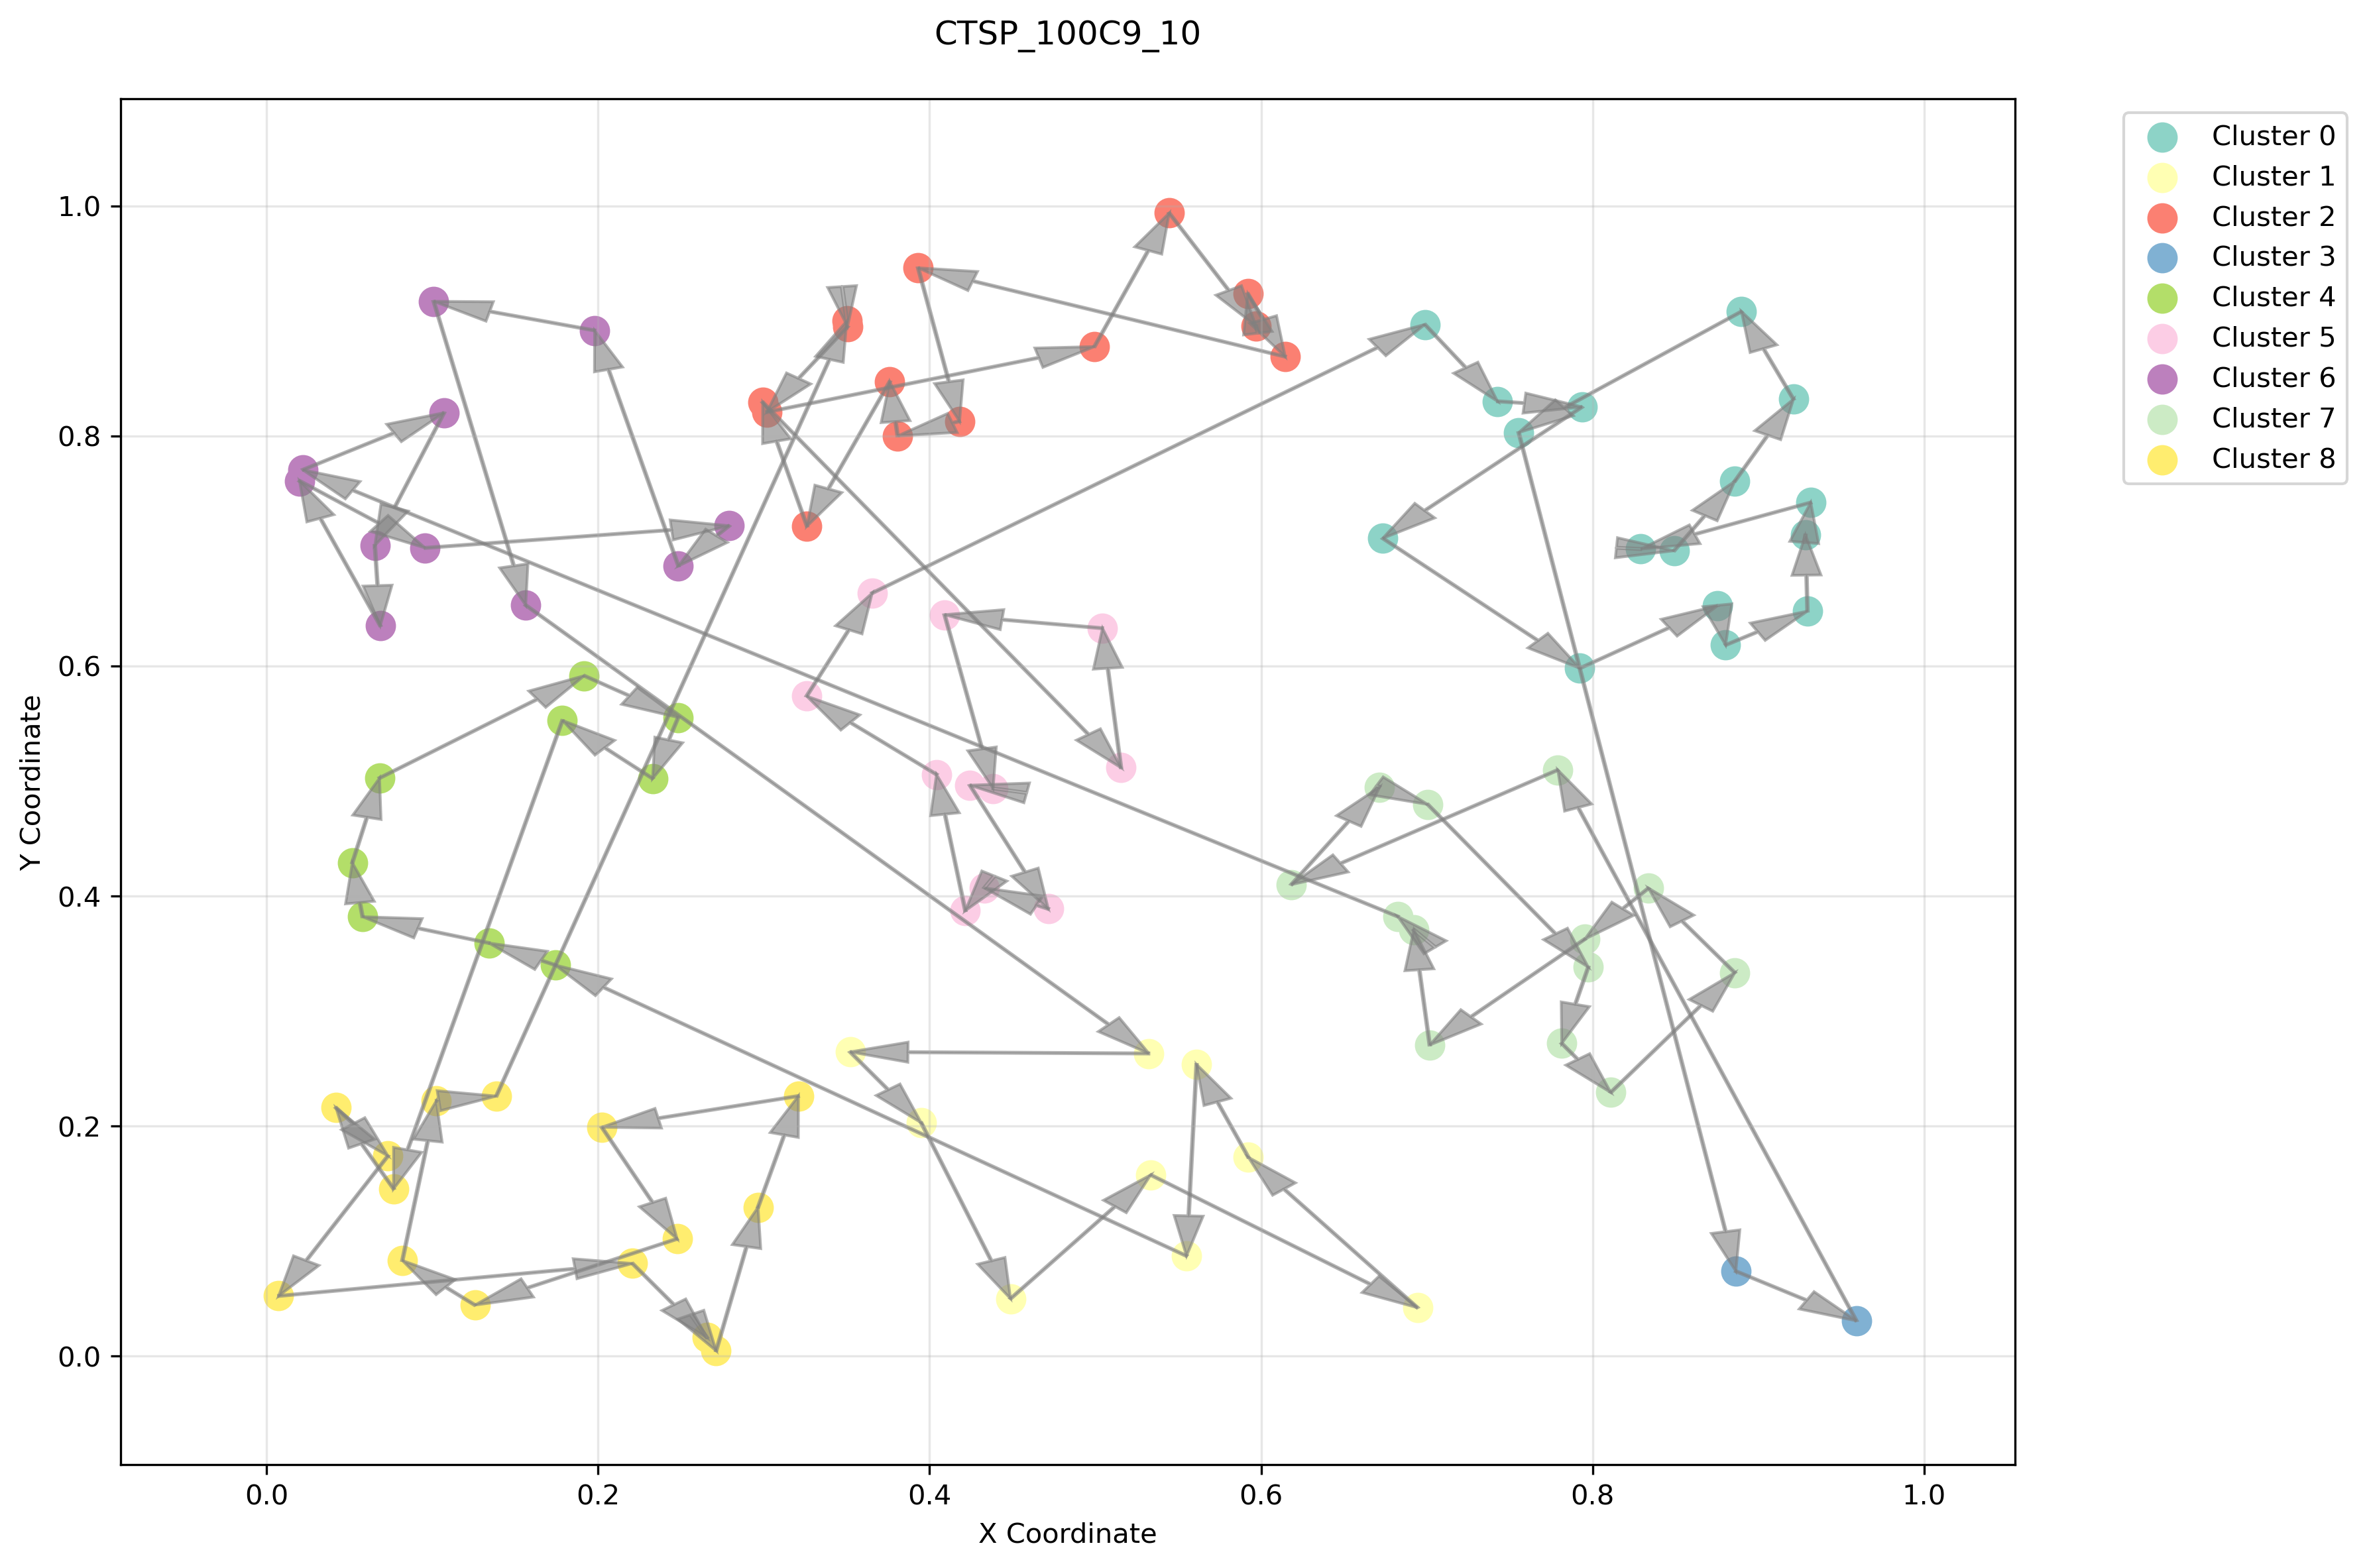 CTSP_100C9_10
Cluster 0
Cluster 1
Cluster 2
Cluster 3
Cluster 4
Cluster 5
Cluster 6
Cluster 7
Cluster 8
Y Coordinate
1.0
0.8
0.6
0.4
0.2
0.0
0.0 0.2 0.4 0.6 0.8 1.0
X Coordinate